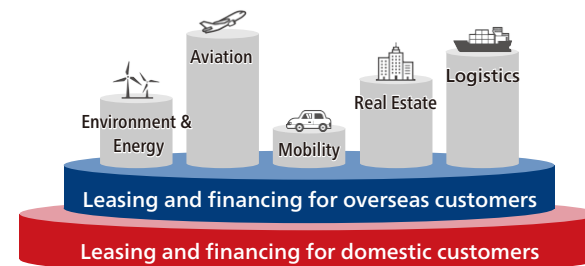 Aviation
Logistics
Real Estate
Environment &
Energy
Mobility
Leasing and financing for overseas customers
Leasing and financing for domestic customers